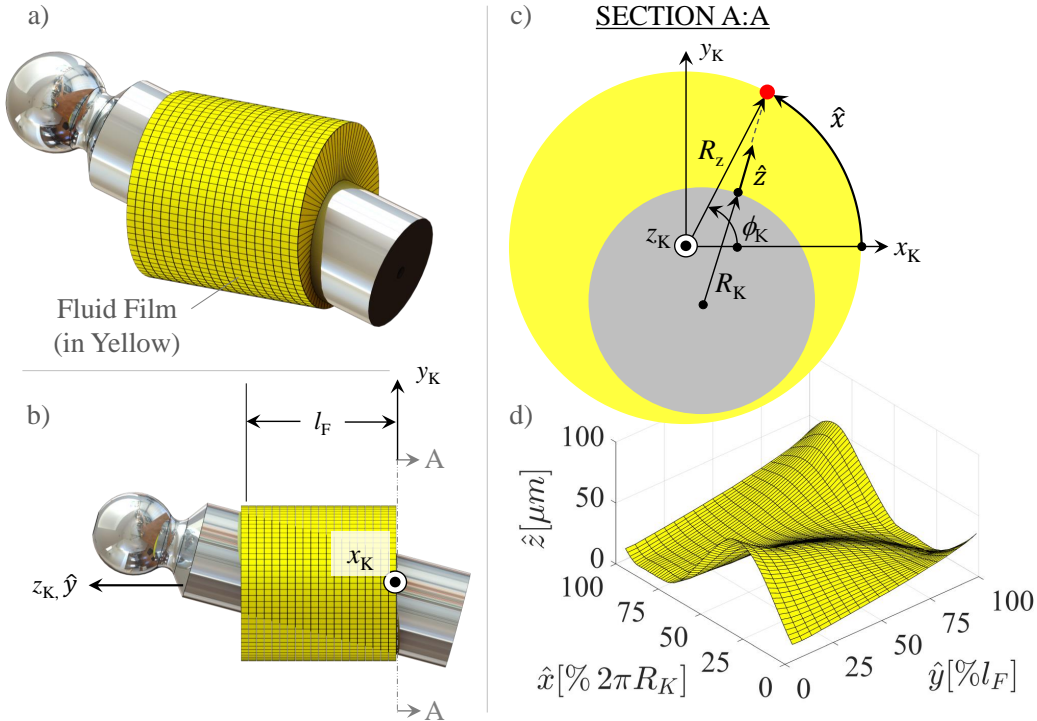 a)
Fluid Film
(in Yellow)
b)
y_K
l_F
A
x_K
z_K, ŷ
A
c)
SECTION A:A
y_K
x̂
R_z
ẑ
ϕ_K
z_K
x_K
R_K
d)
100
50
0
ẑ[μm]
100
75
50
25
0
x̂[% 2πR_K]
0
25
50
75
100
ŷ[%l_F]